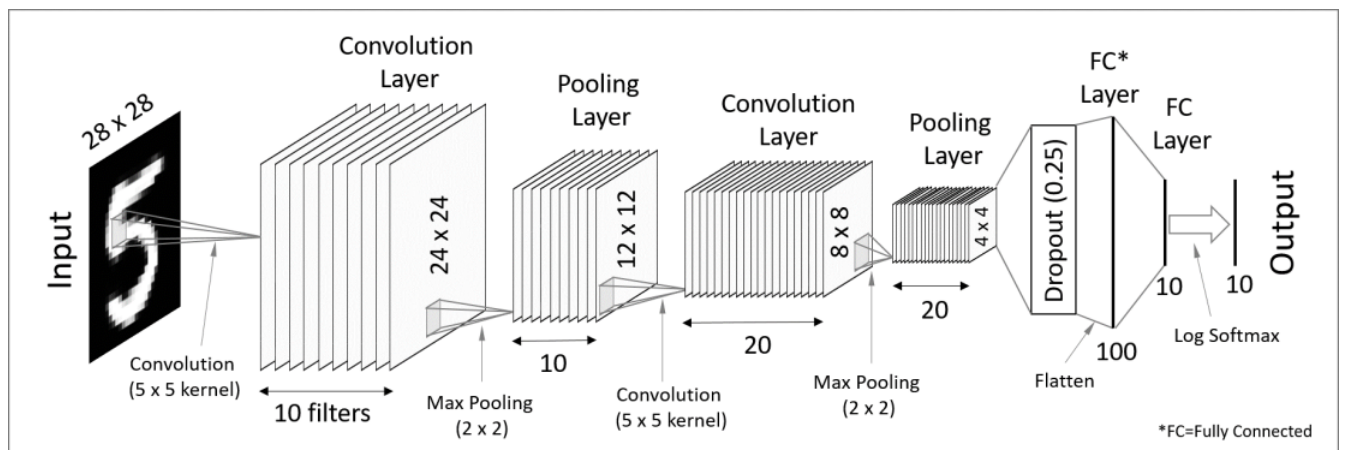 Input
28 x 28
Convolution
(5 x 5 kernel)
Convolution
Layer
24 x 24
10 filters
Max Pooling
(2 x 2)
Pooling
Layer
12 x 12
10
Convolution
(5 x 5 kernel)
Convolution
Layer
8 x 8
20
Max Pooling
(2 x 2)
Pooling
Layer
4 x 4
20
Dropout (0.25)
Flatten
FC*
Layer
100
FC
Layer
10
Log Softmax
10
Output
*FC=Fully Connected